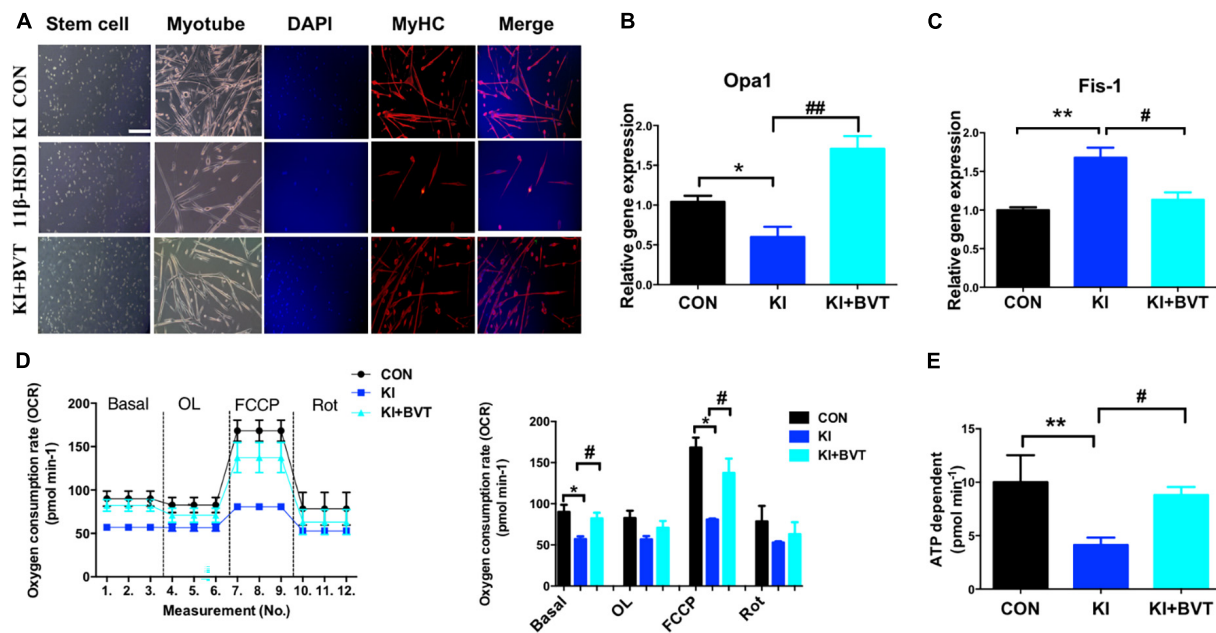 A
Stem cell Myotube DAPI MyHC Merge
CON
11β-HSD1 KI
KI+BVT
B
Opa1
##
*
Relative gene expression
2.0
1.5
1.0
0.5
0.0
CON KI KI+BVT
C
Fis-1
** #
Relative gene expression
2.0
1.5
1.0
0.5
0.0
CON KI KI+BVT
D
CON
KI
KI+BVT
Basal OL FCCP Rot
Oxygen consumption rate (OCR)
(pmol min-1)
200
150
100
50
0
1. 2. 3. 4. 5. 6. 7. 8. 9. 10. 11. 12.
Measurement (No.)
CON
KI
KI+BVT
Oxygen consumption rate (OCR)
(pmol min-1)
200
150
100
50
0
* # * #
Basal OL FCCP Rot
E
** #
ATP dependent
(pmol min-1)
15
10
5
0
CON KI KI+BVT